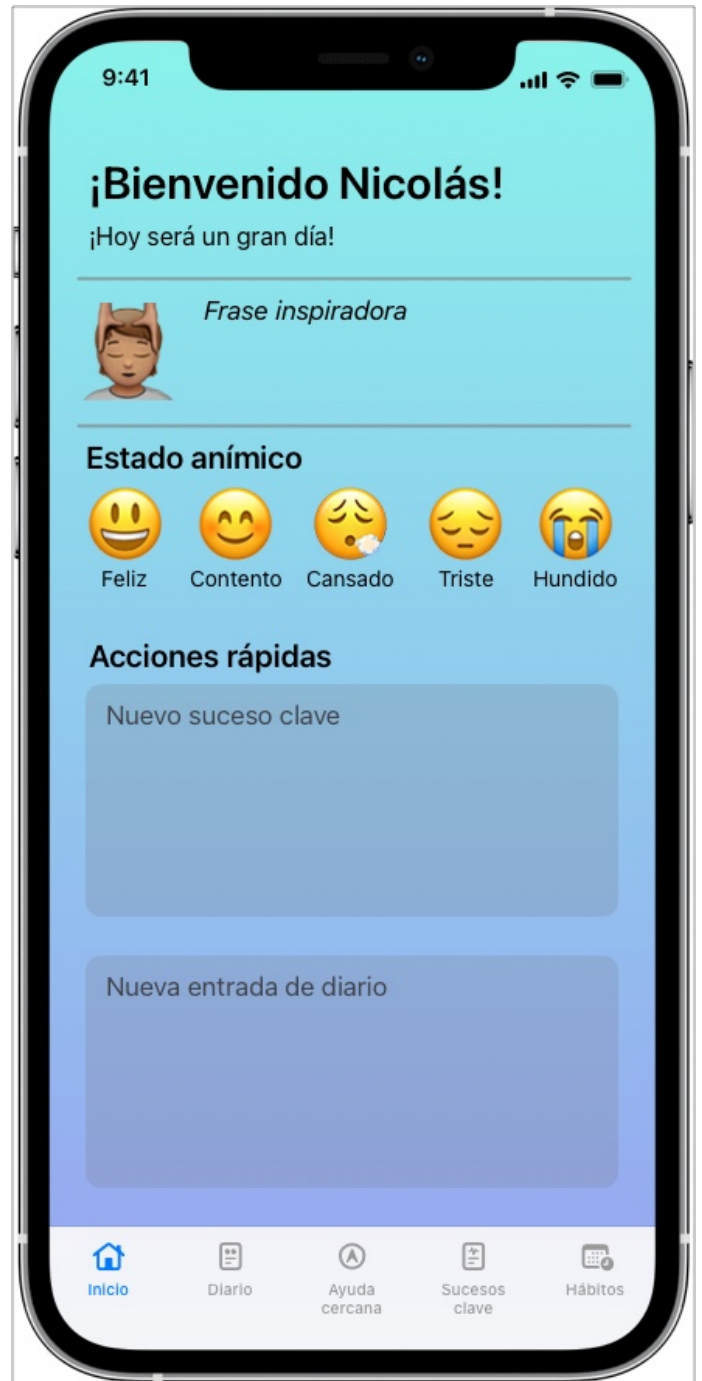 9:41
¡Bienvenido Nicolás!
¡Hoy será un gran día!
Frase inspiradora
Estado anímico
Feliz Contento Cansado Triste Hundido
Acciones rápidas
Nuevo suceso clave
Nueva entrada de diario
Inicio Diario Ayuda cercana Sucesos clave Hábitos